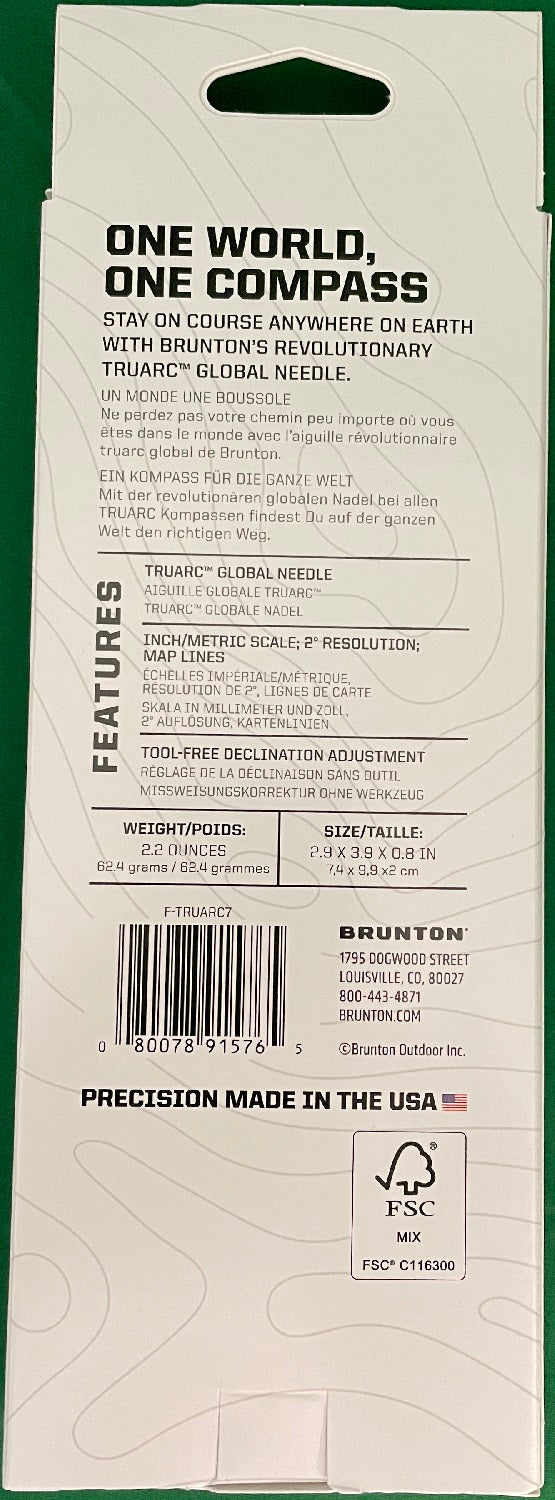 ONE WORLD,
ONE COMPASS
STAY ON COURSE ANYWHERE ON EARTH
WITH BRUNTON'S REVOLUTIONARY
TRUARC™ GLOBAL NEEDLE.
UN MONDE UNE BOUSSOLE
Ne perdez pas votre chemin peu importe où vous
êtes dans le monde avec l'aiguille révolutionnaire
truarc global de Brunton.
EIN KOMPASS FÜR DIE GANZE WELT
Mit der revolutionären globalen Nadel bei allen
TRUARC Kompassen findest Du auf der ganzen
Welt den richtigen Weg.
FEATURES
TRUARC™ GLOBAL NEEDLE
AIGUILLE GLOBALE TRUARC™
TRUARC™ GLOBALE NADEL
INCH/METRIC SCALE; 2° RESOLUTION;
MAP LINES
ÉCHELLES IMPÉRIALE/MÉTRIQUE,
RÉSOLUTION DE 2°, LIGNES DE CARTE
SKALA IN MILLIMETER UND ZOLL,
2° AUFLÖSUNG, KARTENLINIEN
TOOL-FREE DECLINATION ADJUSTMENT
RÉGLAGE DE LA DÉCLINAISON SANS OUTIL
MISSWEISUNGSKORREKTUR OHNE WERKZEUG
WEIGHT/POIDS:
2.2 OUNCES
62.4 grams / 62.4 grammes
SIZE/TAILLE:
2.9 X 3.9 X 0.8 IN
7,4 x 9,9 x2 cm
F-TRUARC7
0 80078 91576 5
BRUNTON®
1795 DOGWOOD STREET
LOUISVILLE, CO, 80027
800-443-4871
BRUNTON.COM
©Brunton Outdoor Inc.
PRECISION MADE IN THE USA
®
FSC
MIX
FSC® C116300